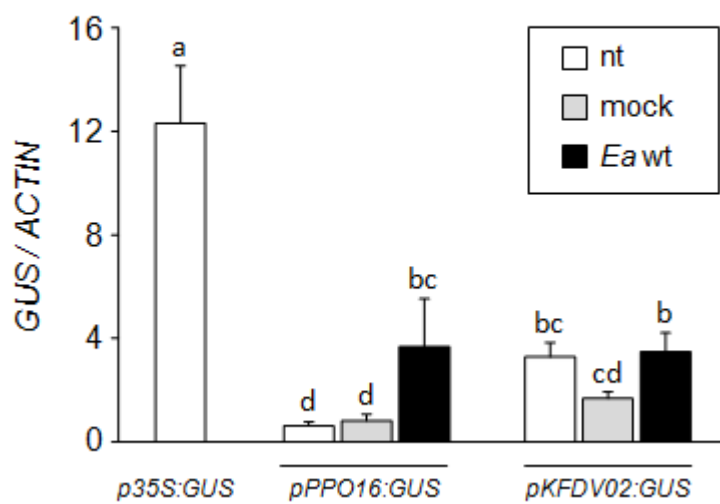 GUS/ACTIN
16
12
8
4
0
nt
mock
Ea wt
a
d
d
bc
bc
cd
b
p35S:GUS
pPPO16:GUS
pKFDV02:GUS